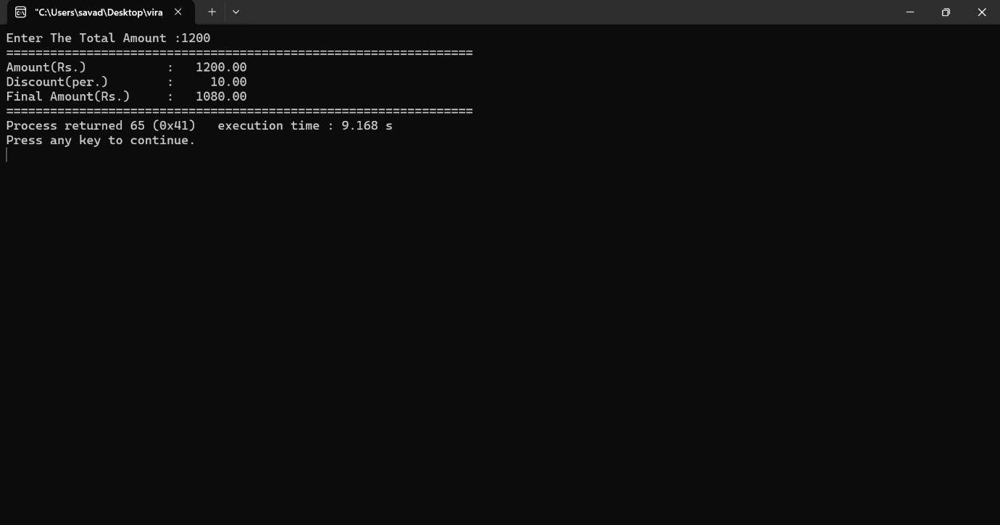 "C:\Users\savad\Desktop\vira
Enter The Total Amount :1200
================================================================
Amount(Rs.)           :   1200.00
Discount(per.)        :     10.00
Final Amount(Rs.)     :   1080.00
================================================================
Process returned 65 (0x41)   execution time : 9.168 s
Press any key to continue.